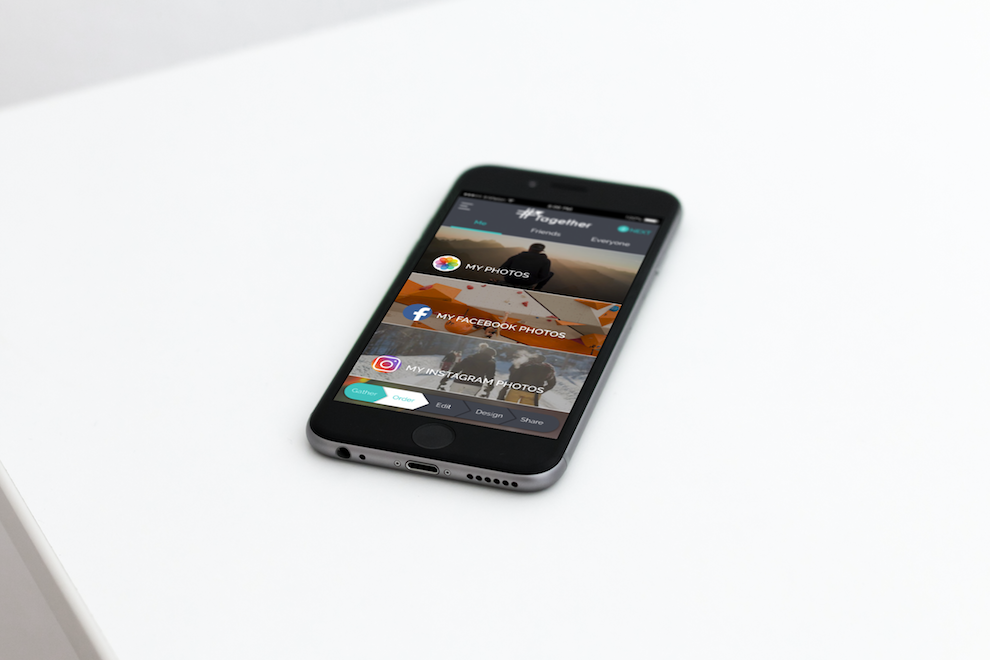 #Together
NEXT
Me
Friends
Everyone
MY PHOTOS
MY FACEBOOK PHOTOS
MY INSTAGRAM PHOTOS
Gather
Order
Edit
Design
Share